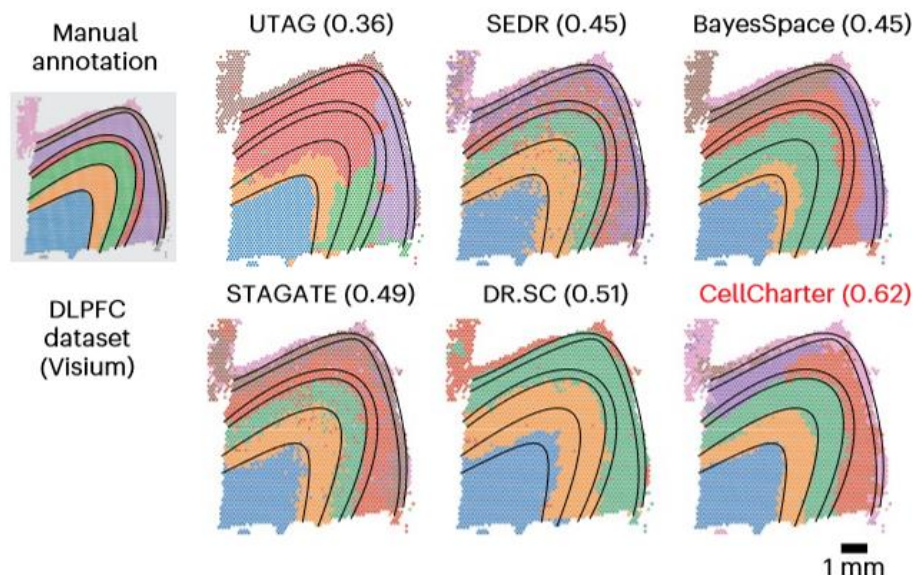 Manual
annotation
UTAG (0.36)
SEDR (0.45)
BayesSpace (0.45)
DLPFC
dataset
(Visium)
STAGATE (0.49)
DR.SC (0.51)
CellCharter (0.62)
1 mm